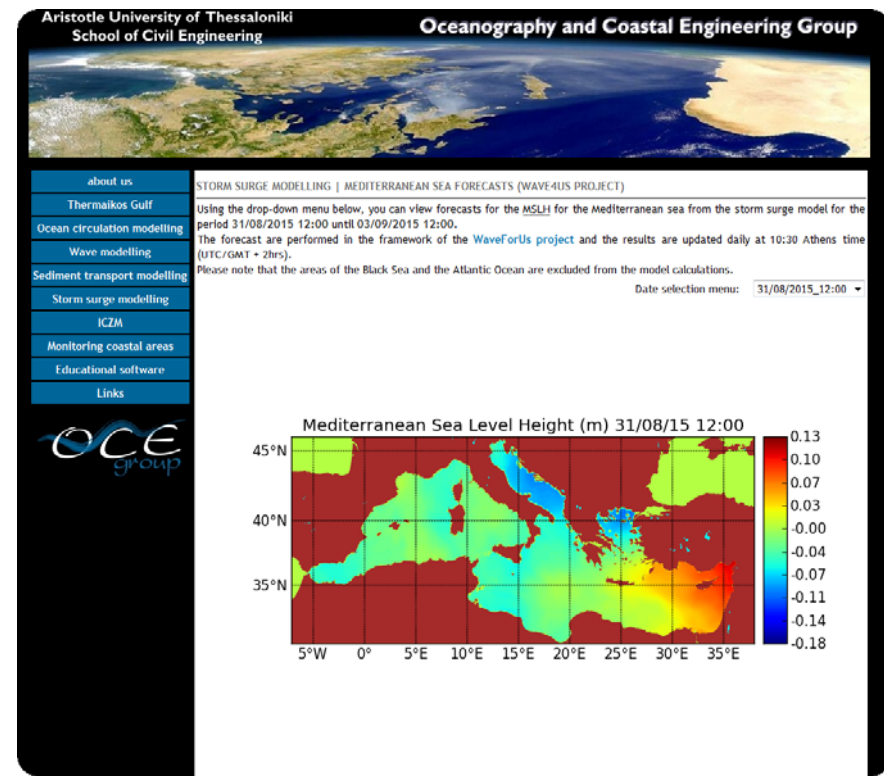 Aristotle University of Thessaloniki
School of Civil Engineering
Oceanography and Coastal Engineering Group
about us
Thermaikos Gulf
Ocean circulation modelling
Wave modelling
Sediment transport modelling
Storm surge modelling
ICZM
Monitoring coastal areas
Educational software
Links
OCE
group
STORM SURGE MODELLING | MEDITERRANEAN SEA FORECASTS (WAVE4US PROJECT)
Using the drop-down menu below, you can view forecasts for the MSLH for the Mediterranean sea from the storm surge model for the
period 31/08/2015 12:00 until 03/09/2015 12:00.
The forecast are performed in the framework of the WaveForUs project and the results are updated daily at 10:30 Athens time
(UTC/GMT + 2hrs).
Please note that the areas of the Black Sea and the Atlantic Ocean are excluded from the model calculations.
Date selection menu: 31/08/2015_12:00
Mediterranean Sea Level Height (m) 31/08/15 12:00
45°N
40°N
35°N
5°W 0° 5°E 10°E 15°E 20°E 25°E 30°E 35°E
0.13
0.10
0.07
0.03
-0.00
-0.04
-0.07
-0.11
-0.14
-0.18